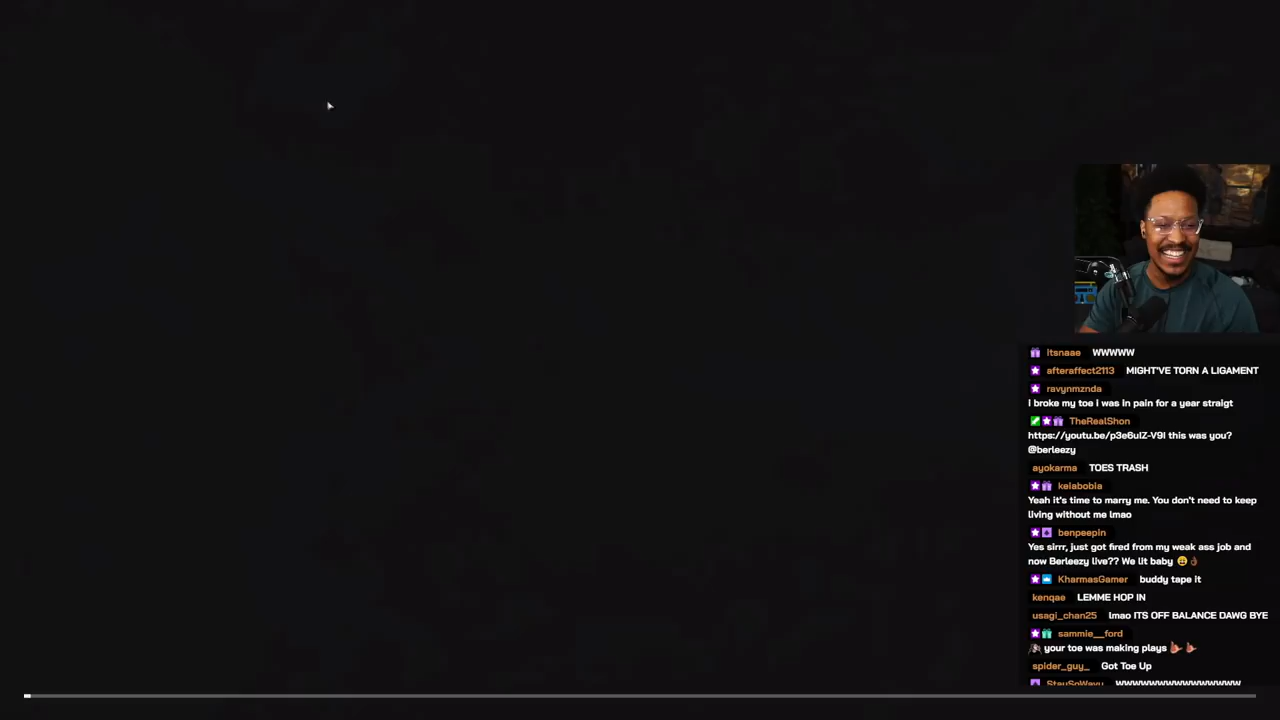 itsnaae WWWWW
afteraffect2113 MIGHT'VE TORN A LIGAMENT
ravynmznda
i broke my toe i was in pain for a year straigt
TheRealShon
https://youtu.be/p3e6uIZ-V9I this was you?
@berleezy
ayokarma TOES TRASH
kelabobla
Yeah it's time to marry me. You don't need to keep
living without me lmao
benpeepin
Yes sirrr, just got fired from my weak ass job and
now Berleezy live?? We lit baby 😃👌🏾
KharmasGamer buddy tape it
kenqae LEMME HOP IN
usagi_chan25 lmao ITS OFF BALANCE DAWG BYE
sammie__ford
your toe was making plays
spider_guy_ Got Toe Up
StaySoWavy